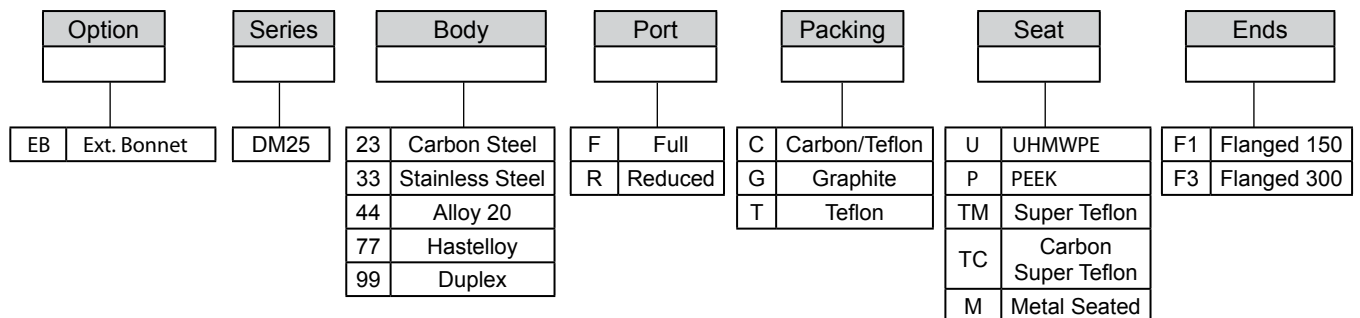 Option
Series
Body
Port
Packing
Seat
Ends
EB Ext. Bonnet
DM25
23 Carbon Steel
33 Stainless Steel
44 Alloy 20
77 Hastelloy
99 Duplex
F Full
R Reduced
C Carbon/Teflon
G Graphite
T Teflon
U UHMWPE
P PEEK
TM Super Teflon
TC Carbon
Super Teflon
M Metal Seated
F1 Flanged 150
F3 Flanged 300